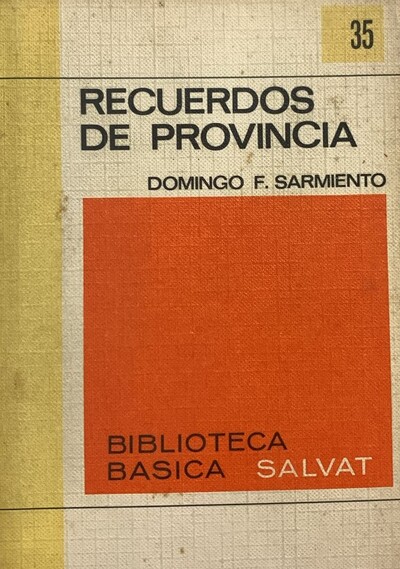 35
RECUERDOS
DE PROVINCIA
DOMINGO F. SARMIENTO
BIBLIOTECA
BASICA SALVAT